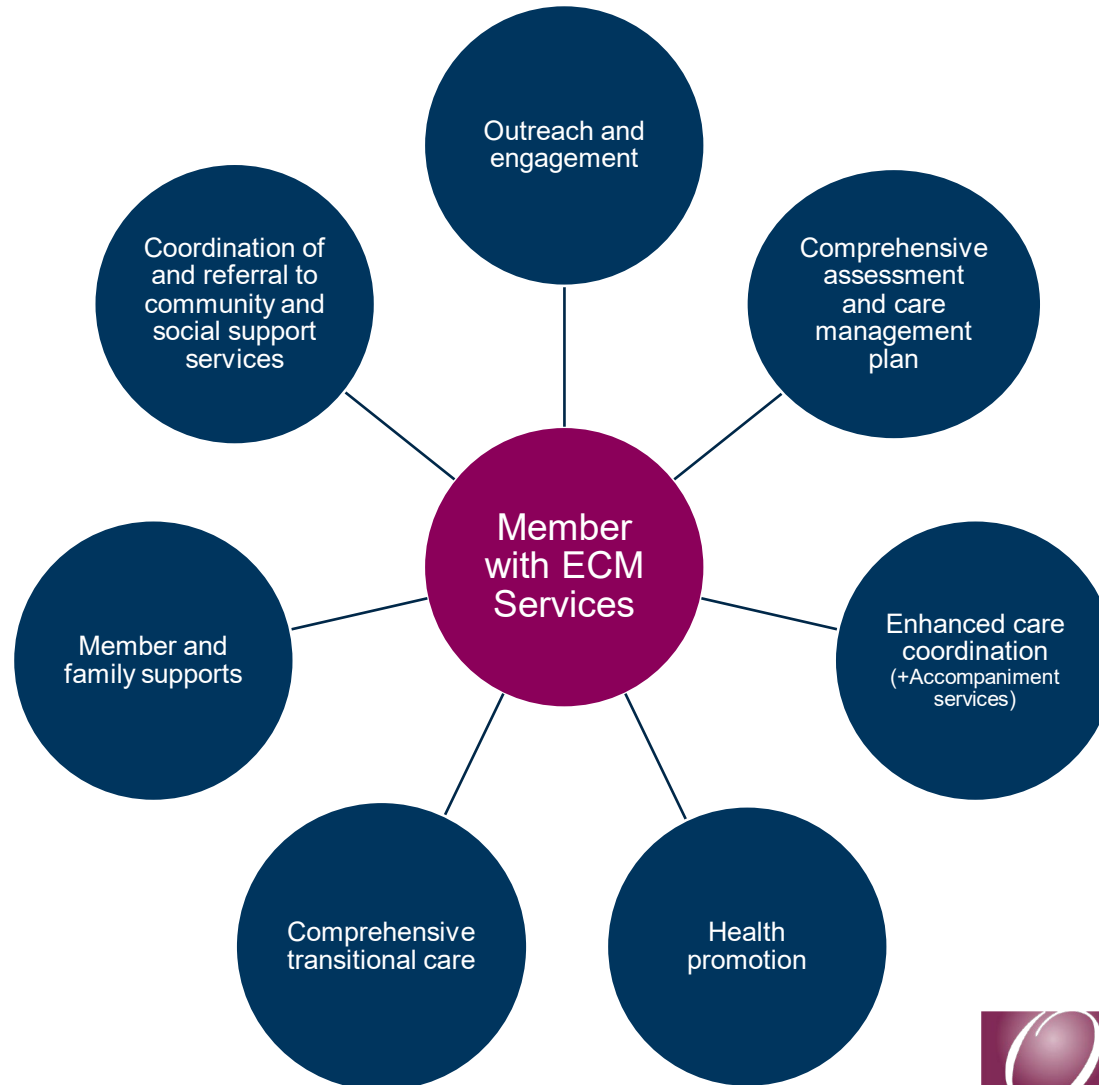 Outreach and
engagement
Comprehensive
assessment
and care
management
plan
Enhanced care
coordination
(+Accompaniment
services)
Health
promotion
Comprehensive
transitional care
Member and
family supports
Coordination of
and referral to
community and
social support
services
Member
with ECM
Services